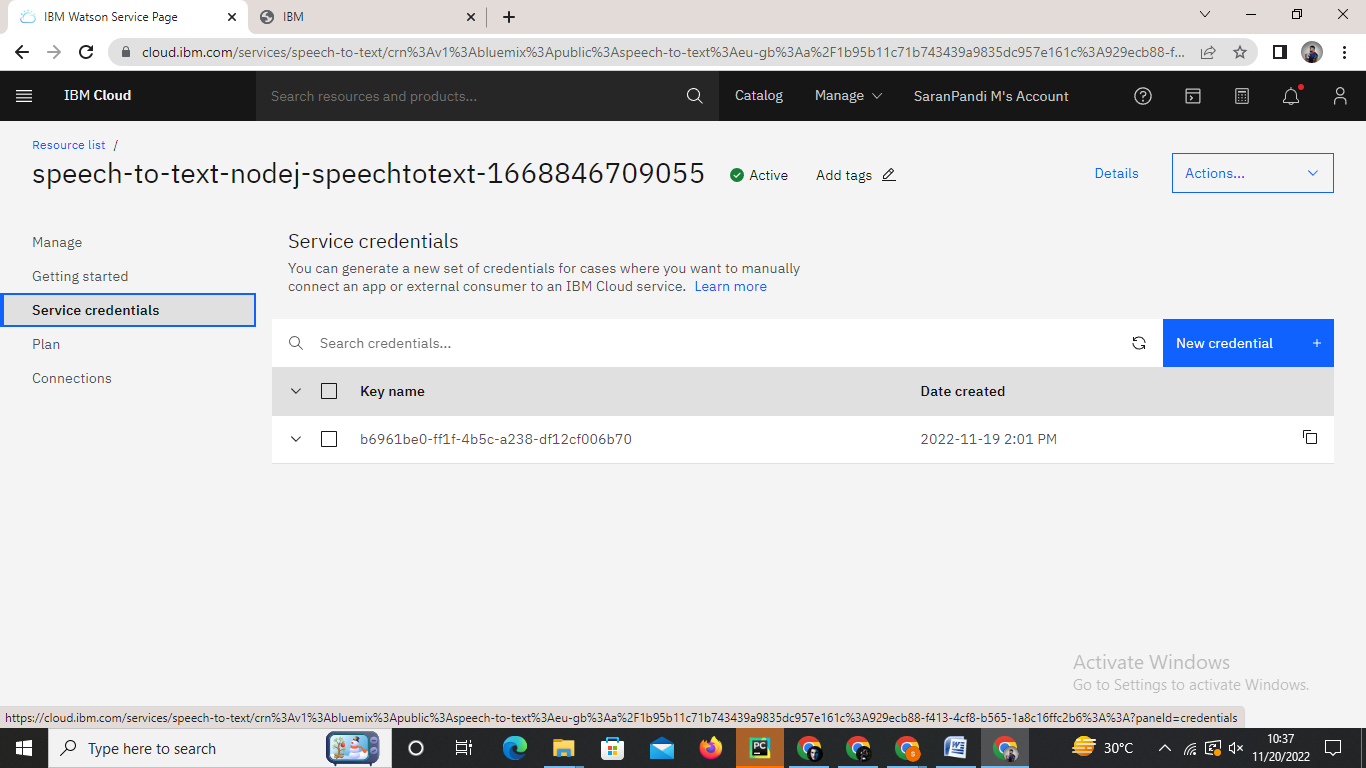 IBM Watson Service Page
IBM
cloud.ibm.com/services/speech-to-text/crn%3Av1%3Abluemix%3Apublic%3Aspeech-to-text%3Aeu-gb%3Aa%2F1b95b11c71b743439a9835dc957e161c%3A929ecb88-f...
IBM Cloud
Search resources and products...
Catalog
Manage
SaranPandi M's Account
Resource list /
speech-to-text-nodej-speechtotext-1668846709055
Active
Add tags
Details
Actions...
Manage
Getting started
Service credentials
Plan
Connections
Service credentials
You can generate a new set of credentials for cases where you want to manually
connect an app or external consumer to an IBM Cloud service. Learn more
Search credentials...
New credential +
Key name
Date created
b6961be0-ff1f-4b5c-a238-df12cf006b70
2022-11-19 2:01 PM
Activate Windows
Go to Settings to activate Windows.
https://cloud.ibm.com/services/speech-to-text/crn%3Av1%3Abluemix%3Apublic%3Aspeech-to-text%3Aeu-gb%3Aa%2F1b95b11c71b743439a9835dc957e161c%3A929ecb88-f413-4cf8-b565-1a8c16ffc2b6%3A%3A?paneId=credentials
Type here to search
PC
30°C
10:37
11/20/2022